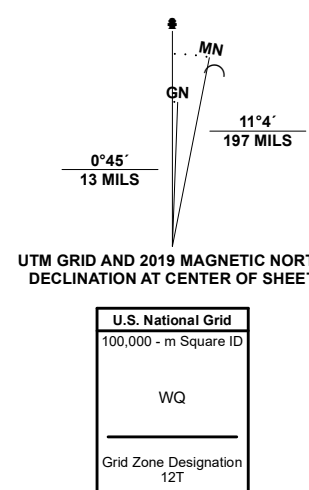 MN
GN
11°4´
197 MILS
0°45´
13 MILS
UTM GRID AND 2019 MAGNETIC NORT
DECLINATION AT CENTER OF SHEET
U.S. National Grid
100,000 - m Square ID
WQ
Grid Zone Designation
12T